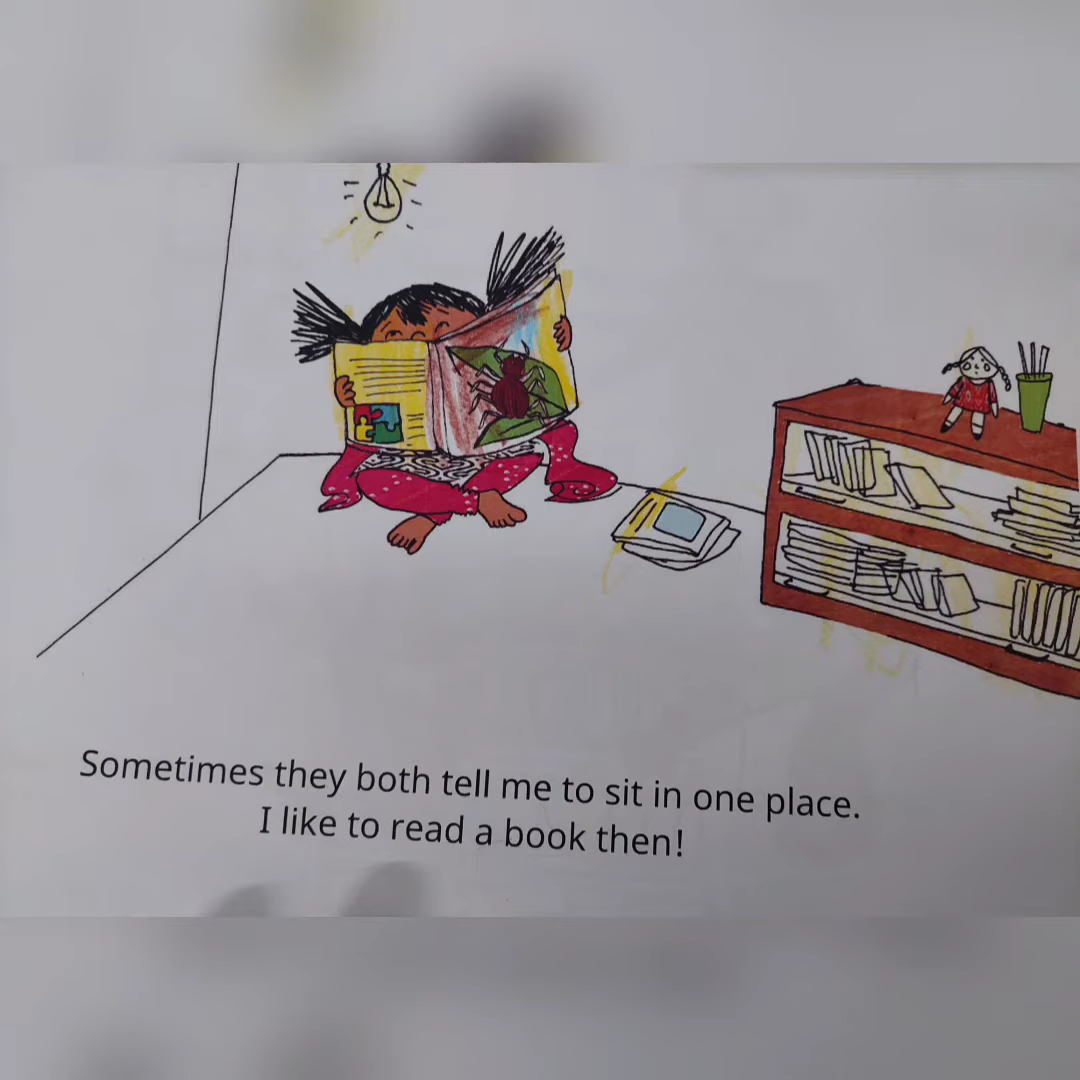 Sometimes they both tell me to sit in one place.
I like to read a book then!